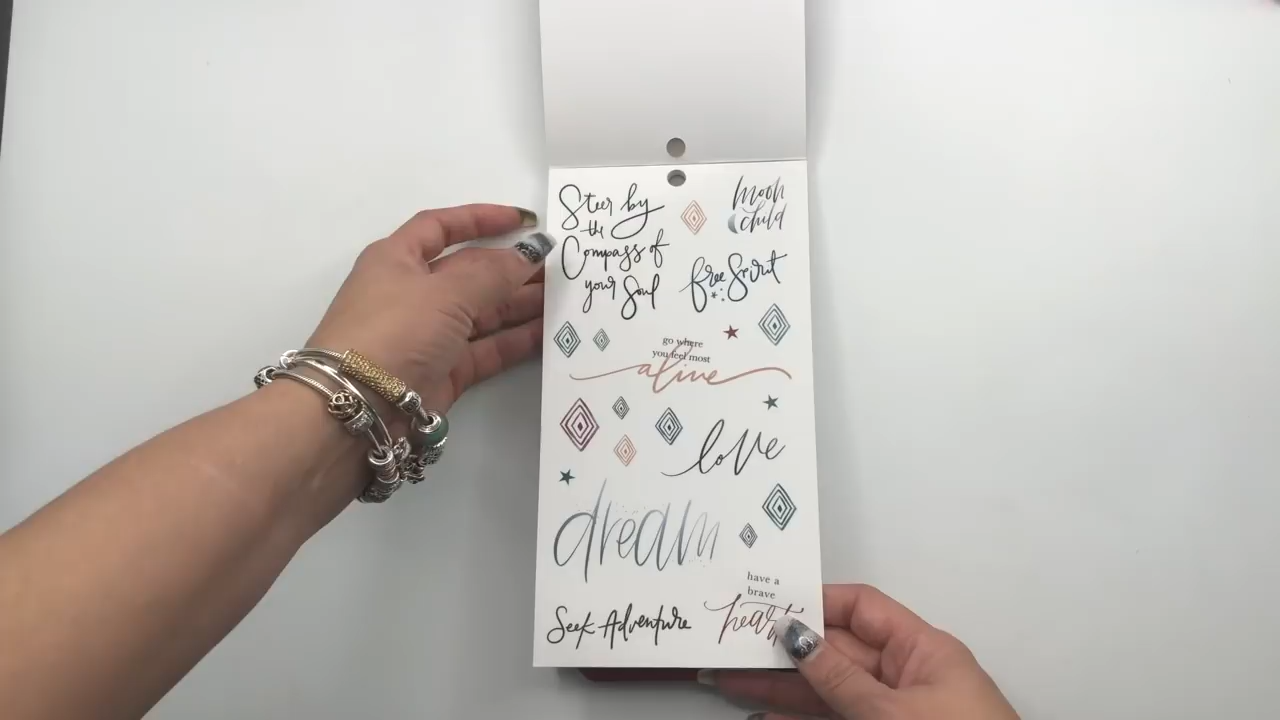 Steer by
the
Compass of
your Soul
moon
child
free Spirit
go where
you feel most
alive
love
dream
have a
brave
heart
Seek Adventure